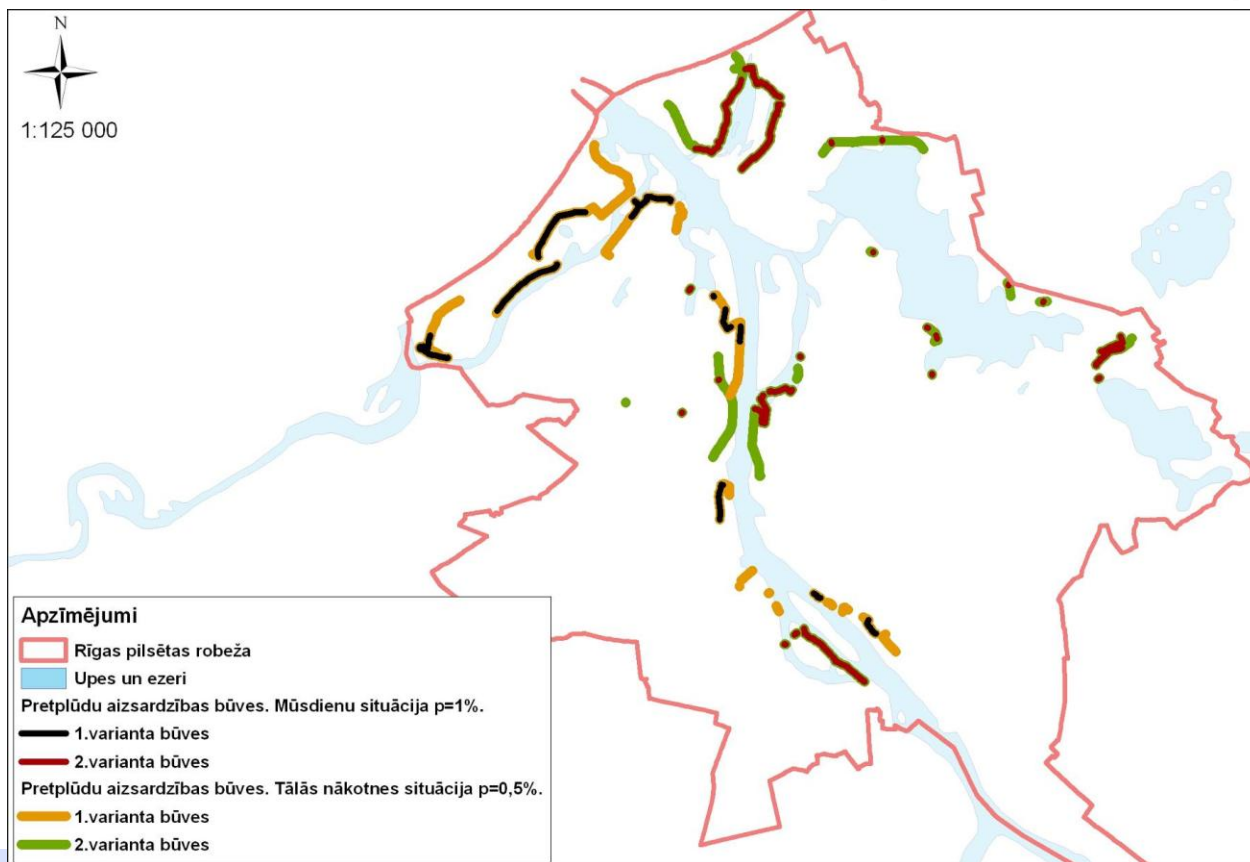 N
1:125 000
Apzīmējumi
Rīgas pilsētas robeža
Upes un ezeri
Pretplūdu aizsardzības būves. Mūsdienu situācija p=1%.
1.varianta būves
2.varianta būves
Pretplūdu aizsardzības būves. Tālās nākotnes situācija p=0,5%.
1.varianta būves
2.varianta būves